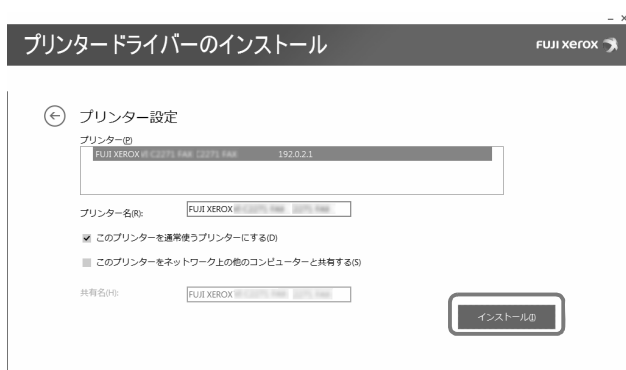 プリンタードライバーのインストール
FUJI xerox
プリンター設定
プリンター(P)
FUJI XEROX 192.0.2.1
プリンター名(R):
FUJI XEROX
このプリンターを通常使うプリンターにする(D)
このプリンターをネットワーク上の他のコンピューターと共有する(S)
共有名(H):
FUJI XEROX
インストール(I)